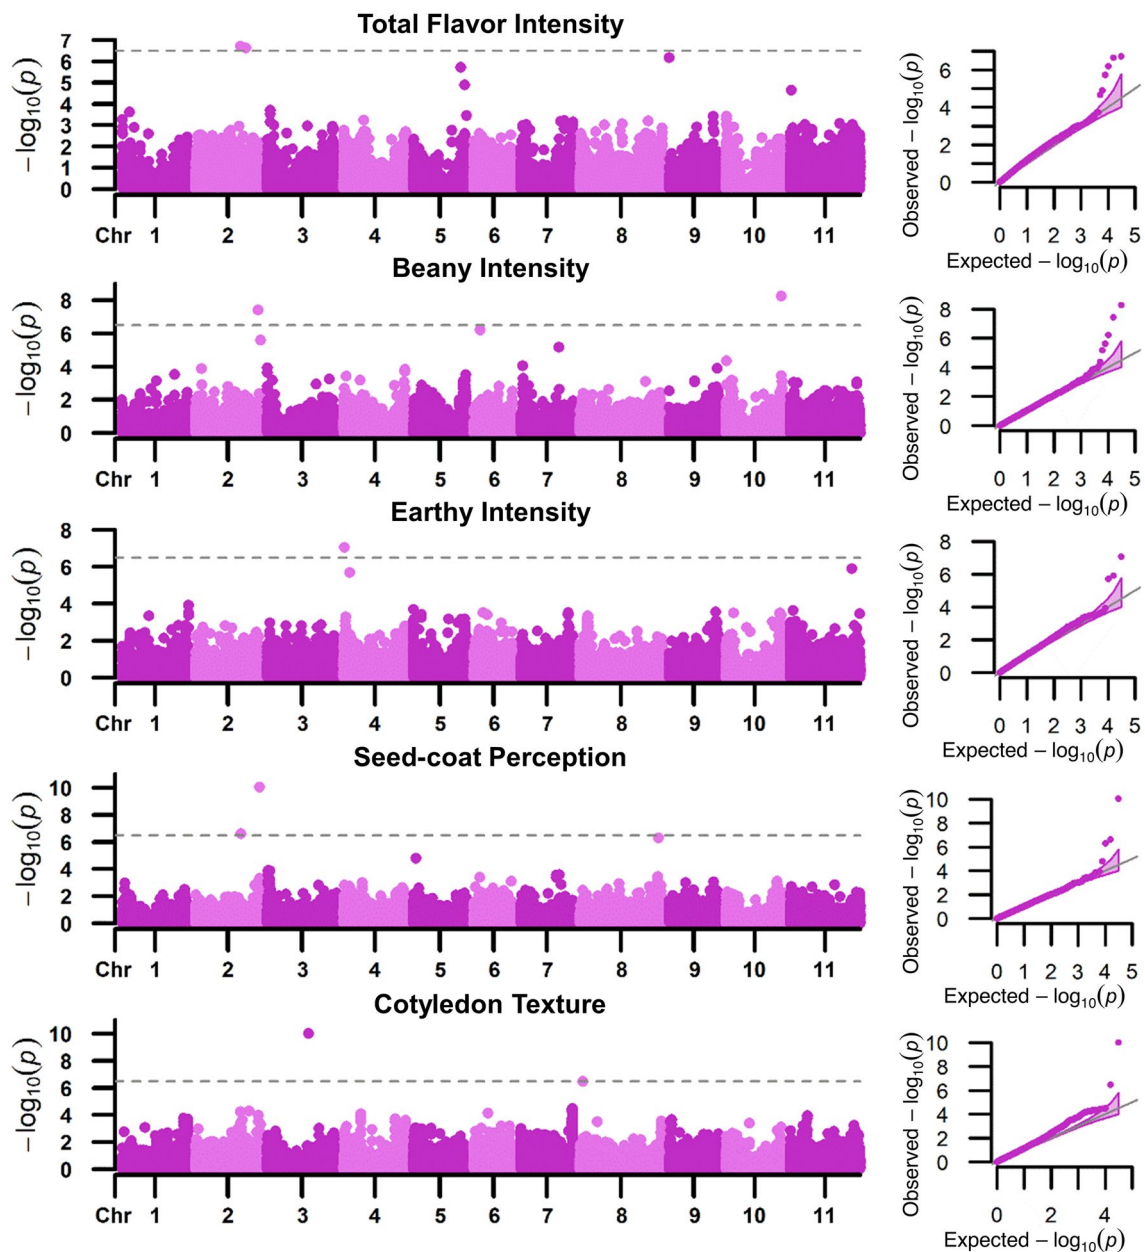 Total Flavor Intensity
−log10(p)
7
6
5
4
3
2
1
0
Chr 1 2 3 4 5 6 7 8 9 10 11
Observed − log10(p)
6
4
2
0
0 1 2 3 4 5
Expected − log10(p)
Beany Intensity
−log10(p)
8
6
4
2
0
Chr 1 2 3 4 5 6 7 8 9 10 11
Observed − log10(p)
8
6
4
2
0
0 1 2 3 4 5
Expected − log10(p)
Earthy Intensity
−log10(p)
8
6
4
2
0
Chr 1 2 3 4 5 6 7 8 9 10 11
Observed − log10(p)
8
6
4
2
0
0 1 2 3 4 5
Expected − log10(p)
Seed-coat Perception
−log10(p)
10
8
6
4
2
0
Chr 1 2 3 4 5 6 7 8 9 10 11
Observed − log10(p)
10
8
6
4
2
0
0 1 2 3 4 5
Expected − log10(p)
Cotyledon Texture
−log10(p)
10
8
6
4
2
0
Chr 1 2 3 4 5 6 7 8 9 10 11
Observed − log10(p)
10
8
6
4
2
0
0 2 4
Expected − log10(p)